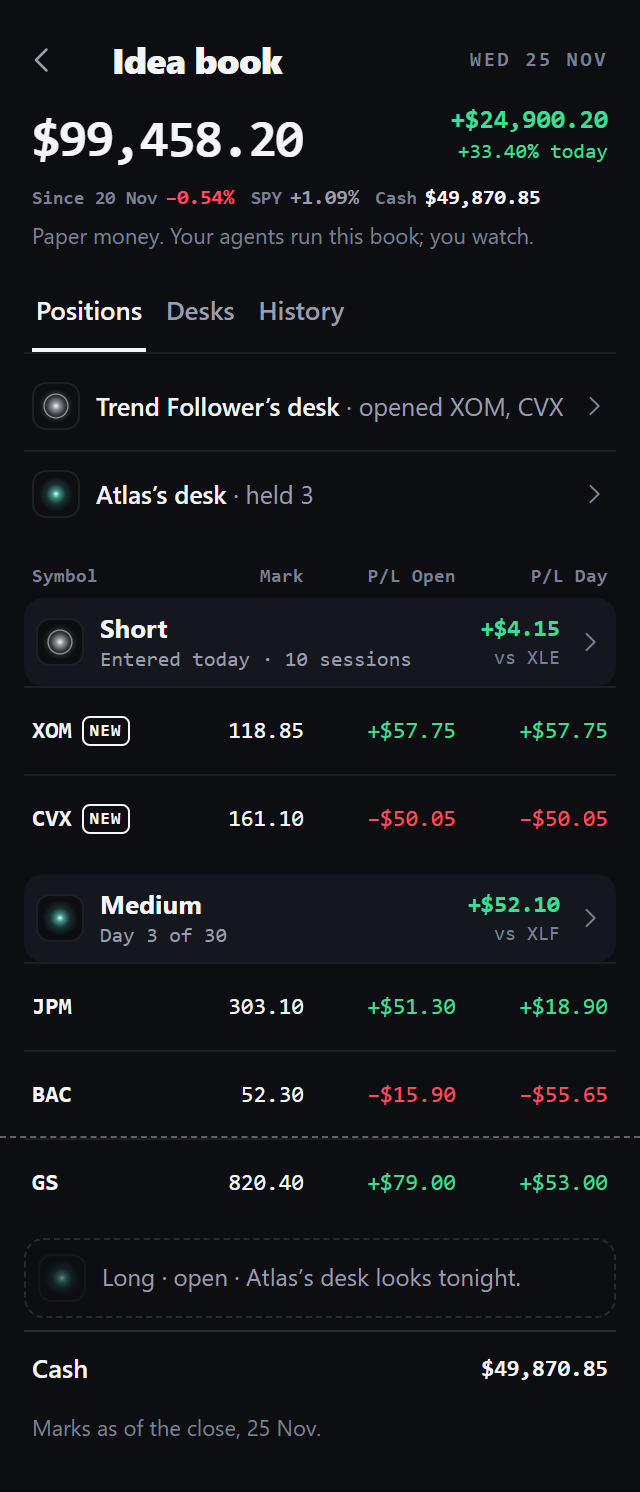 Idea book
WED 25 NOV
$99,458.20
+$24,900.20
+33.40% today
Since 20 Nov −0.54% SPY +1.09% Cash $49,870.85
Paper money. Your agents run this book; you watch.
Positions Desks History
Trend Follower’s desk · opened XOM, CVX
Atlas’s desk · held 3
Symbol Mark P/L Open P/L Day
Short +$4.15
Entered today · 10 sessions vs XLE
XOM NEW 118.85 +$57.75 +$57.75
CVX NEW 161.10 −$50.05 −$50.05
Medium +$52.10
Day 3 of 30 vs XLF
JPM 303.10 +$51.30 +$18.90
BAC 52.30 −$15.90 −$55.65
GS 820.40 +$79.00 +$53.00
Long · open · Atlas’s desk looks tonight.
Cash $49,870.85
Marks as of the close, 25 Nov.